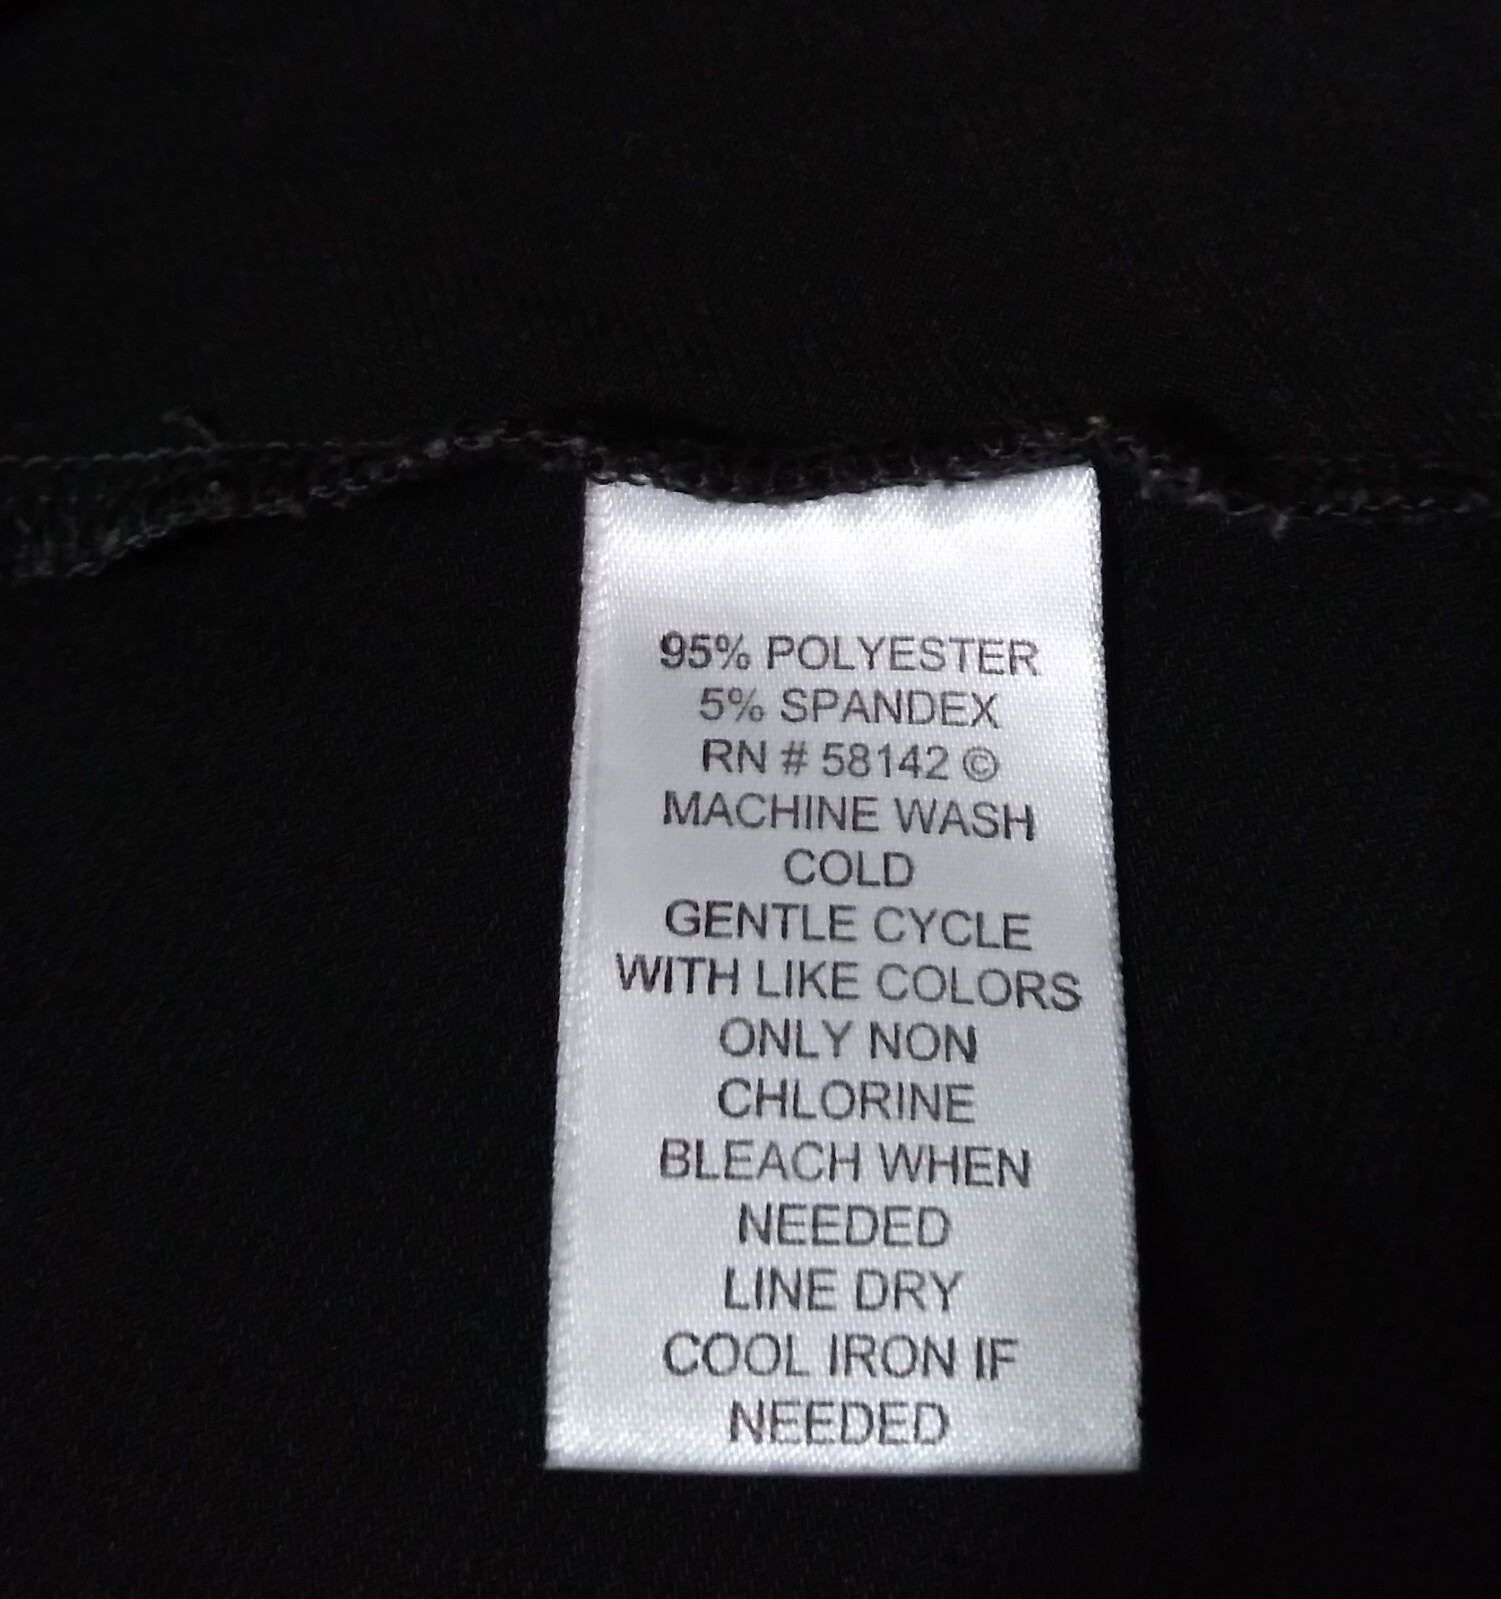 95% POLYESTER
5% SPANDEX
RN # 58142 ©
MACHINE WASH
COLD
GENTLE CYCLE
WITH LIKE COLORS
ONLY NON
CHLORINE
BLEACH WHEN
NEEDED
LINE DRY
COOL IRON IF
NEEDED